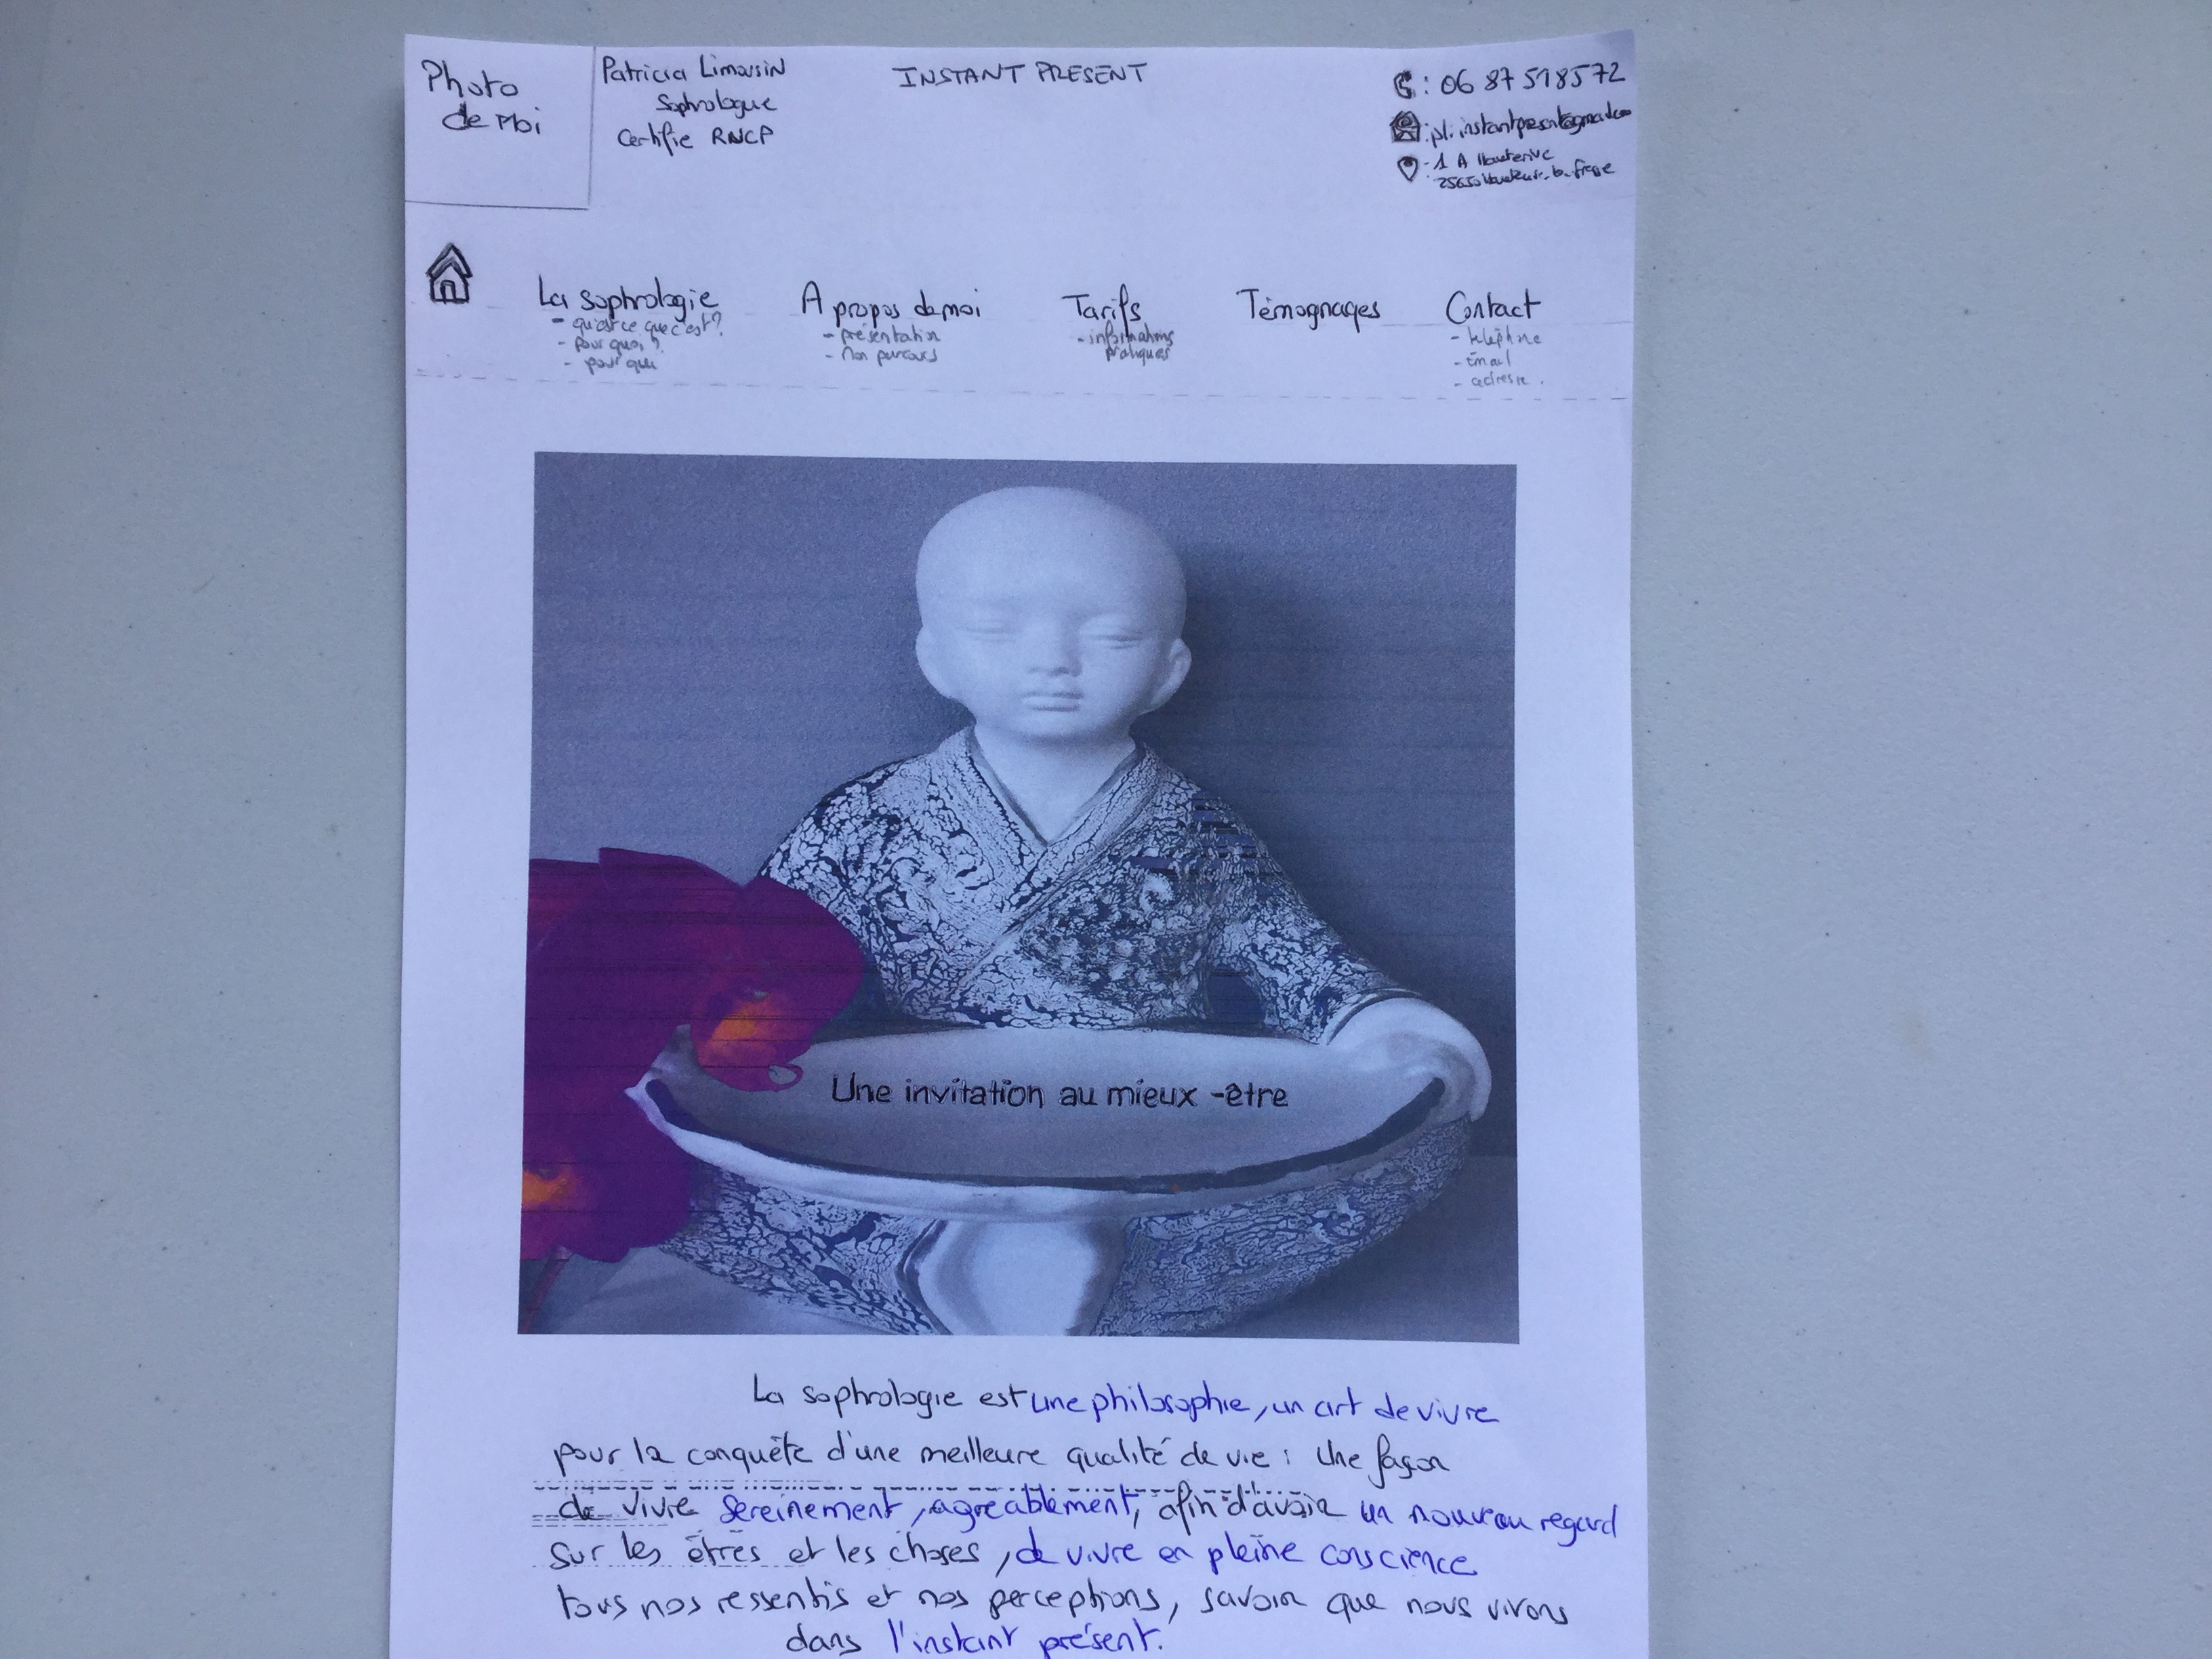 Photo
de Moi
Patricia Limousin
Sophrologue
Certifie RNCP
INSTANT PRESENT
: 06 87 518572
: pl.instantpresent@gmail.com
: 1 A Hauterive
25650 Hauterive-la-fresse
La sophrologie
- qu'est ce que c'est ?
- pour quoi ?
- pour qui
A propos de moi
- présentation
- Mon parcours
Tarifs
- informations
pratiques
Témognages
Contact
- téléphone
- Email
- adresse.
Une invitation au mieux -être
La sophrologie est une philosophie, un art de vivre
pour la conquête d'une meilleure qualité de vie : Une façon
de vivre sereinement, agréablement, afin d'avoir un nouveau regard
sur les êtres et les choses, de vivre en pleine conscience
tous nos ressentis et nos perceptions, savoir que nous vivons
dans l'instant présent.